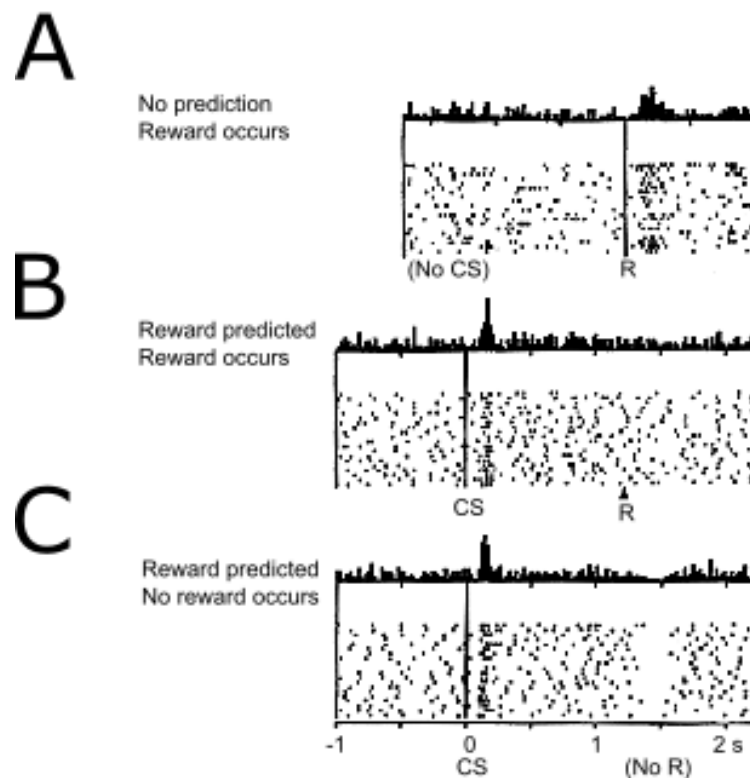 A
No prediction
Reward occurs
(No CS) R
B
Reward predicted
Reward occurs
CS R
C
Reward predicted
No reward occurs
-1 0 1 2 s
CS (No R)